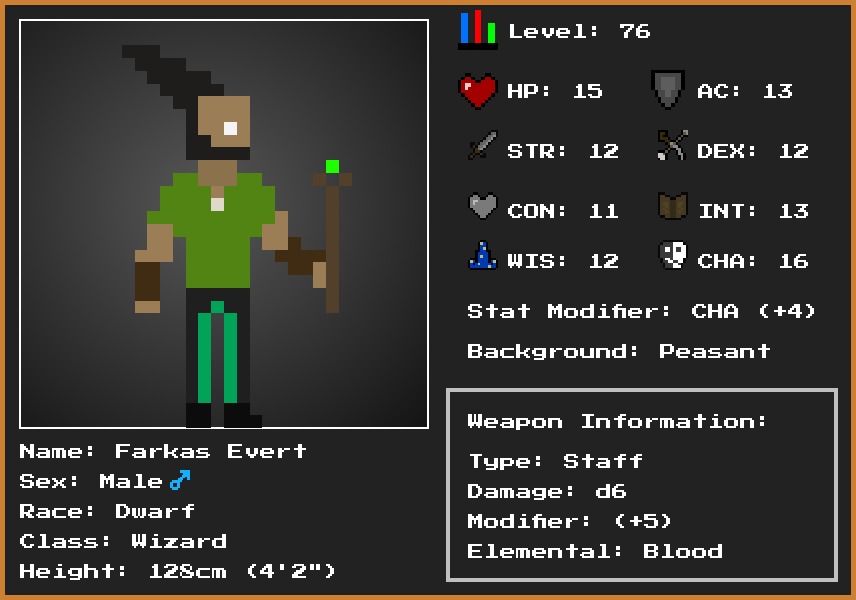 Level: 76
HP: 15 AC: 13
STR: 12 DEX: 12
CON: 11 INT: 13
WIS: 12 CHA: 16
Stat Modifier: CHA (+4)
Background: Peasant
Weapon Information:
Type: Staff
Damage: d6
Modifier: (+5)
Elemental: Blood
Name: Farkas Evert
Sex: Male♂
Race: Dwarf
Class: Wizard
Height: 128cm (4'2")